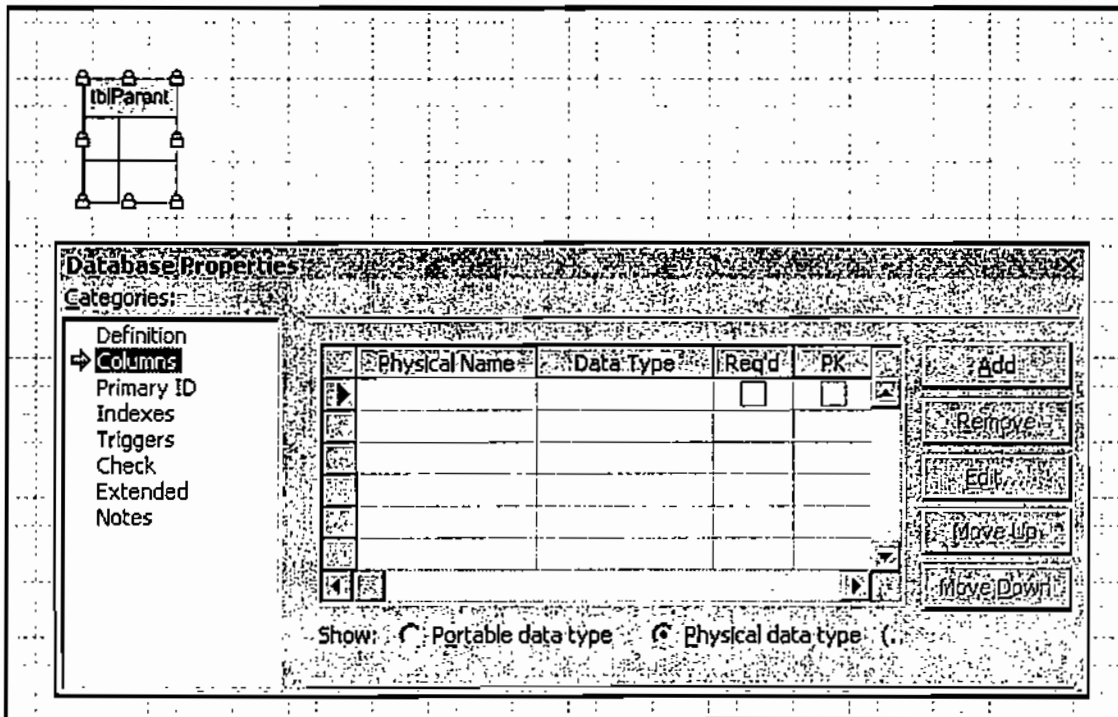 tblParent
Database Properties
Categories:
Definition
Columns
Primary ID
Indexes
Triggers
Check
Extended
Notes
Physical Name Data Type Req'd PK
Add
Remove
Edit...
Move Up
Move Down
Show: Portable data type Physical data type (.